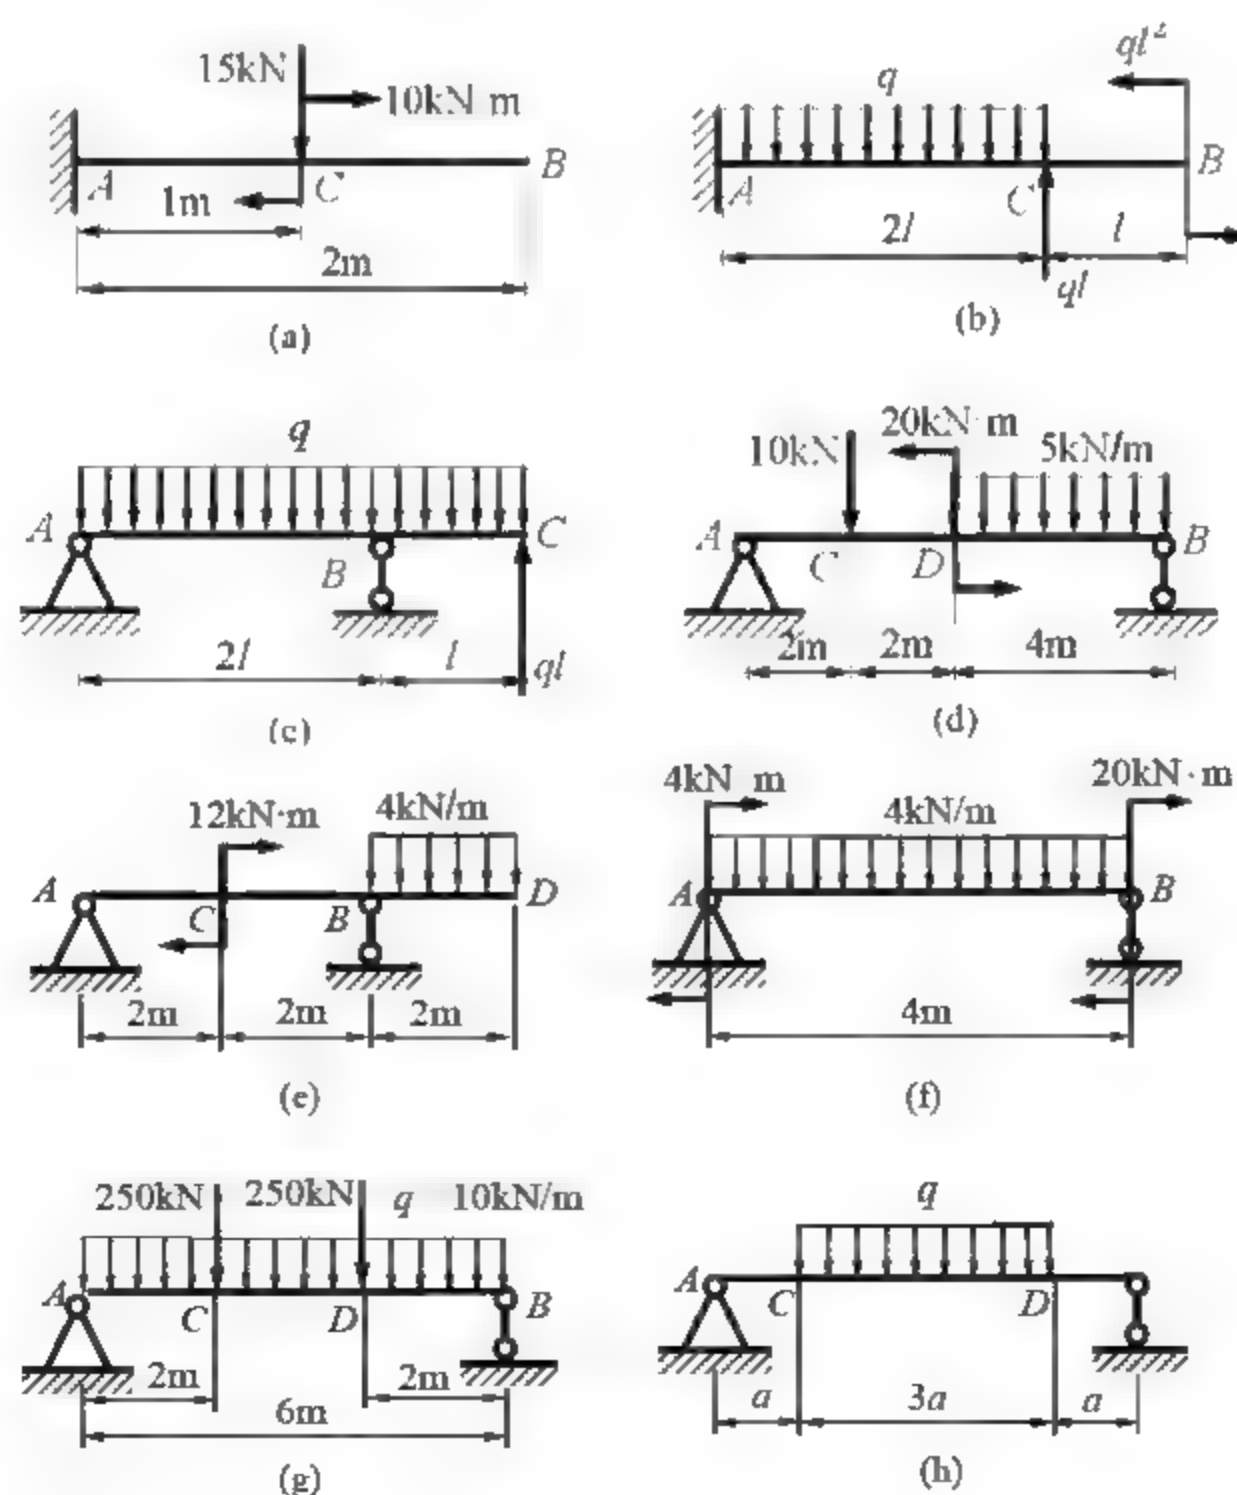 15kN
10kN m
A
C
B
1m
2m
(a)
ql²
q
A
C
B
2l
l
ql
(b)
q
A
B
C
2l
l
ql
(c)
10kN
20kN·m
5kN/m
A
C
D
B
2m
2m
4m
(d)
12kN·m
4kN/m
A
C
B
D
2m
2m
2m
(e)
4kN m
4kN/m
20kN·m
A
B
4m
(f)
250kN
250kN
q
10kN/m
A
C
D
B
2m
2m
6m
(g)
q
A
C
D
a
3a
a
(h)